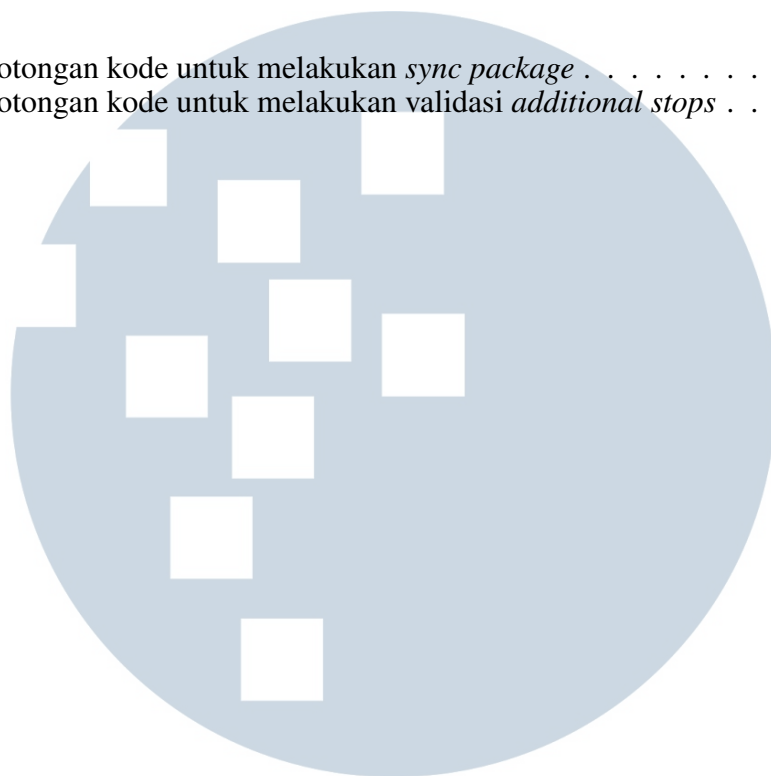 otongan kode untuk melakukan sync package . . . . . . . .
otongan kode untuk melakukan validasi additional stops . .